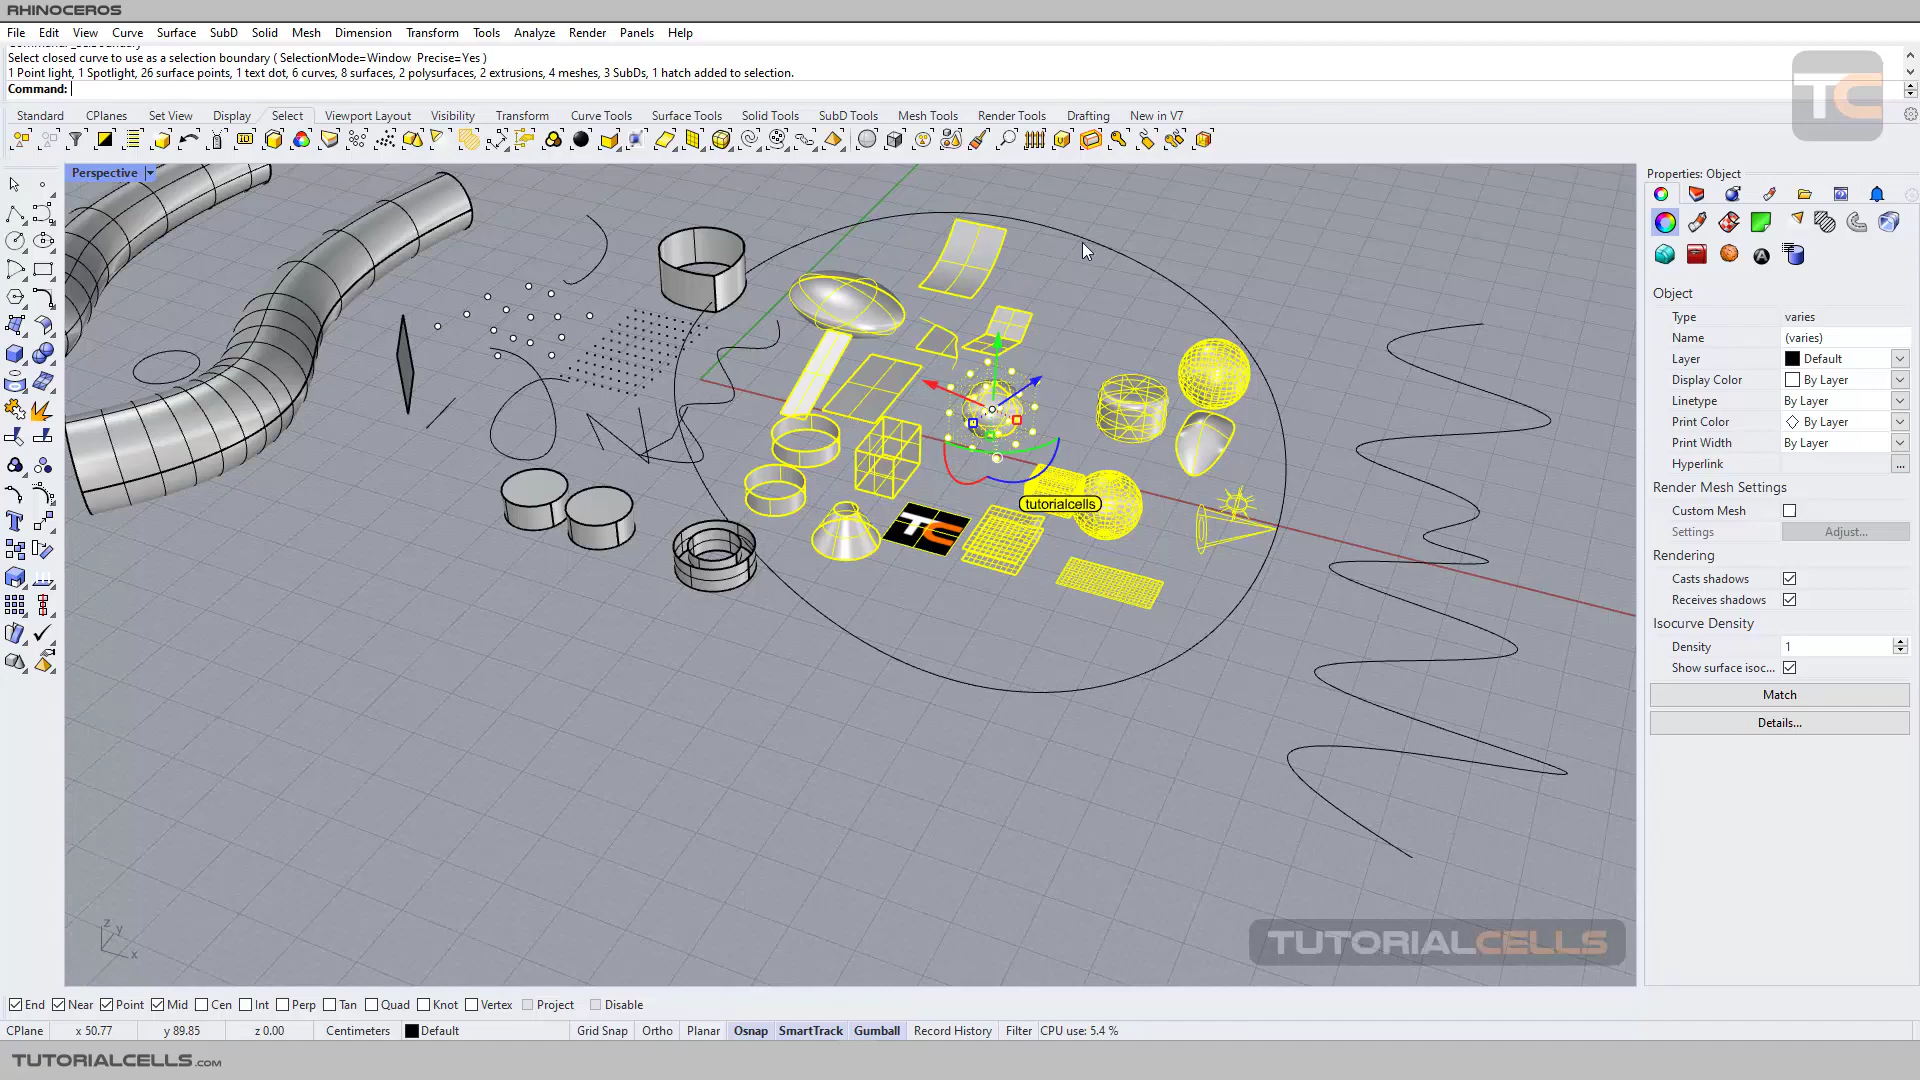 RHINOCEROS
File Edit View Curve Surface SubD Solid Mesh Dimension Transform Tools Analyze Render Panels Help
Select closed curve to use as a selection boundary ( SelectionMode=Window Precise=Yes )
1 Point light, 1 Spotlight, 26 surface points, 1 text dot, 6 curves, 8 surfaces, 2 polysurfaces, 2 extrusions, 4 meshes, 3 SubDs, 1 hatch added to selection.
Command:
TC
Standard CPlanes Set View Display Select Viewport Layout Visibility Transform Curve Tools Surface Tools Solid Tools SubD Tools Mesh Tools Render Tools Drafting New in V7
Perspective
Properties: Object
Object
Type varies
Name (varies)
Layer Default
Display Color By Layer
Linetype By Layer
Print Color By Layer
Print Width By Layer
Hyperlink ...
Render Mesh Settings
Custom Mesh
Settings Adjust...
Rendering
Casts shadows
Receives shadows
Isocurve Density
Density 1
Show surface isoc...
Match
Details...
tutorialcells
TC
z y
x
TUTORIALCELLS
End Near Point Mid Cen Int Perp Tan Quad Knot Vertex Project Disable
CPlane x 50.77 y 89.85 z 0.00 Centimeters Default Grid Snap Ortho Planar Osnap SmartTrack Gumball Record History Filter CPU use: 5.4 %
TUTORIALCELLS.COM